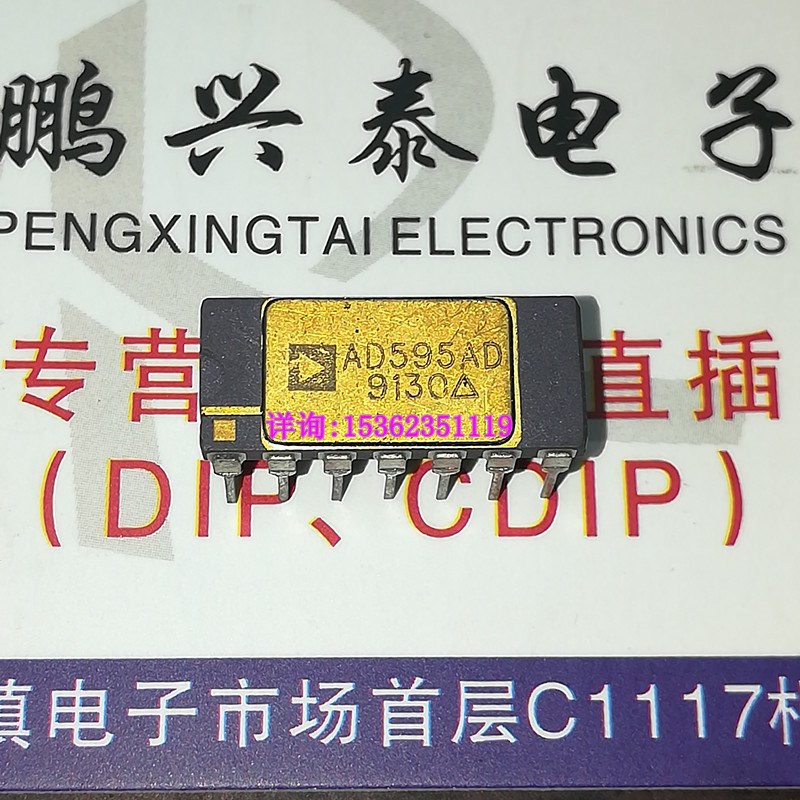 鹏兴泰电子
PENGXINGTAI ELECTRONICS
专营 直插
AD595AD
9130
详询:15362351119
(DIP、CDIP)
镇电子市场首层C1117